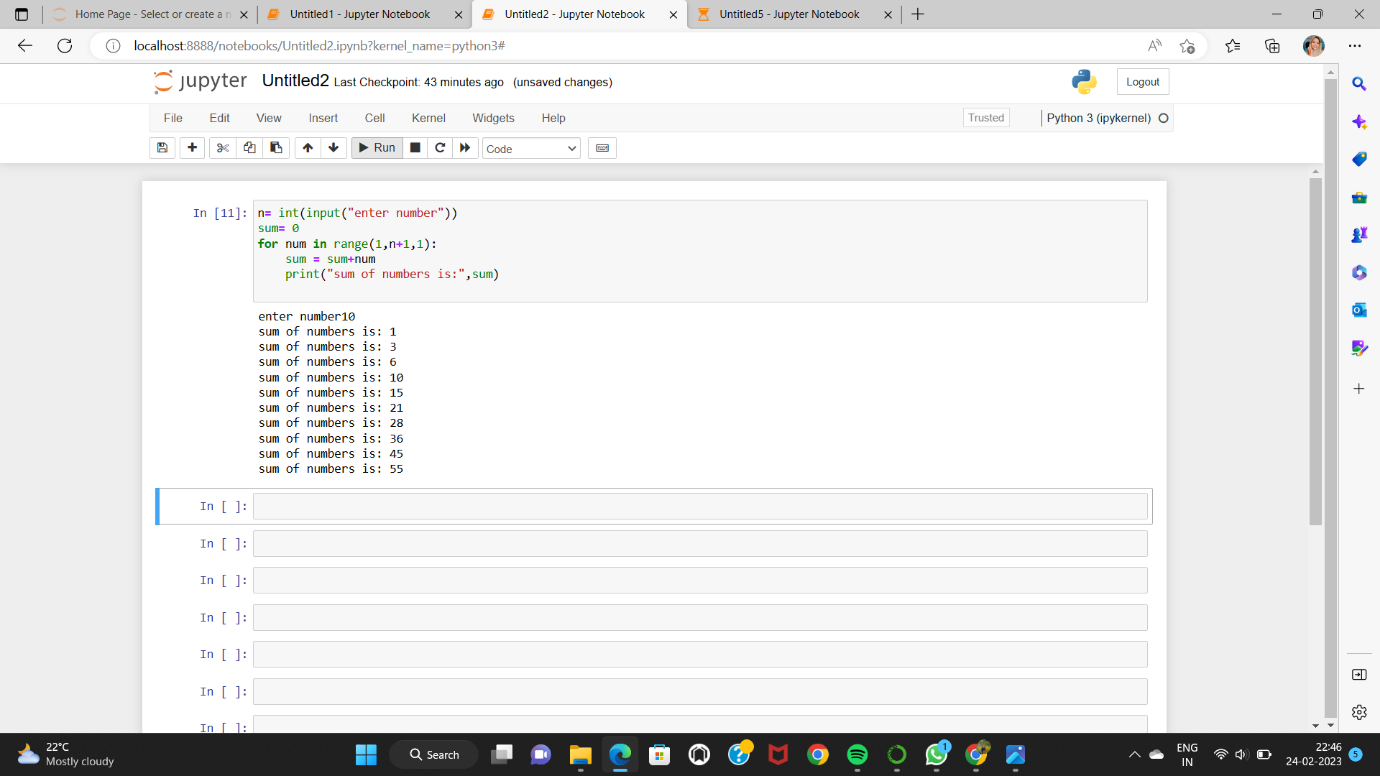 Home Page - Select or create a n
Untitled1 - Jupyter Notebook
Untitled2 - Jupyter Notebook
Untitled5 - Jupyter Notebook
localhost:8888/notebooks/Untitled2.ipynb?kernel_name=python3#
jupyter Untitled2 Last Checkpoint: 43 minutes ago (unsaved changes)
Logout
File Edit View Insert Cell Kernel Widgets Help
Trusted
Python 3 (ipykernel)
Run
Code
In [11]: n= int(input("enter number"))
sum= 0
for num in range(1,n+1,1):
    sum = sum+num
    print("sum of numbers is:",sum)
enter number10
sum of numbers is: 1
sum of numbers is: 3
sum of numbers is: 6
sum of numbers is: 10
sum of numbers is: 15
sum of numbers is: 21
sum of numbers is: 28
sum of numbers is: 36
sum of numbers is: 45
sum of numbers is: 55
In [ ]:
In [ ]:
In [ ]:
In [ ]:
In [ ]:
In [ ]:
In [ ]:
22°C
Mostly cloudy
Search
1
ENG
IN
22:46
24-02-2023
5